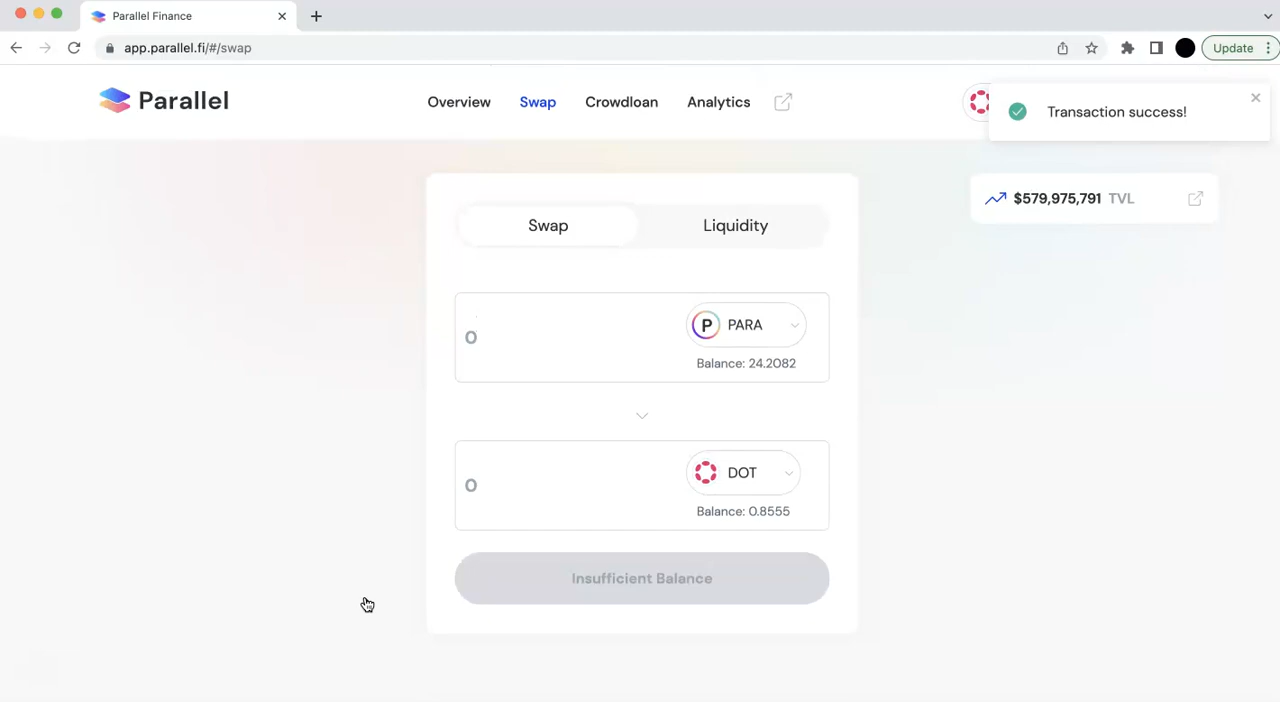 Parallel Finance
app.parallel.fi/#/swap
Update
Parallel
Overview
Swap
Crowdloan
Analytics
Transaction success!
$579,975,791 TVL
Swap
Liquidity
0
P PARA
Balance: 24.2082
0
DOT
Balance: 0.8555
Insufficient Balance